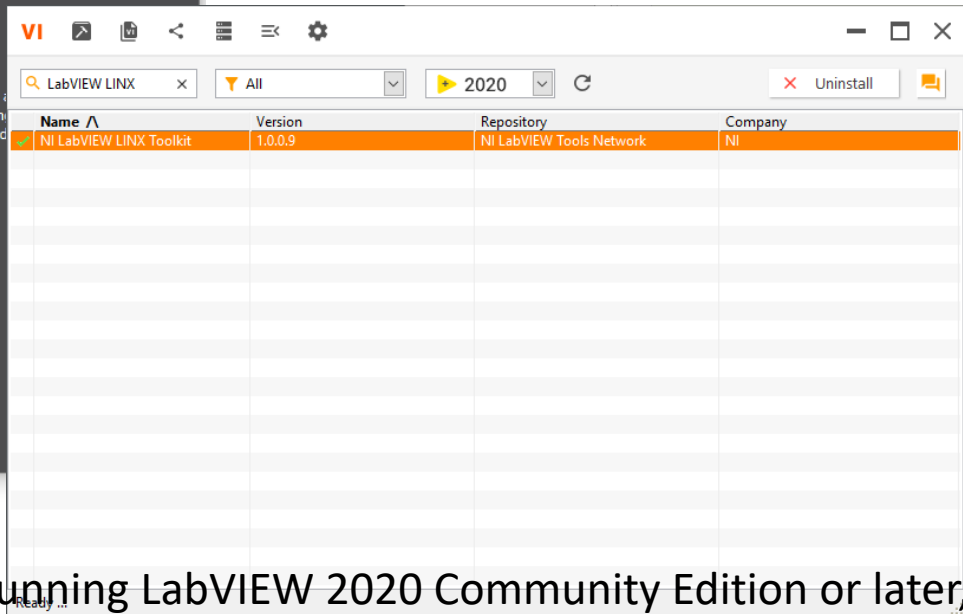 VI
LabVIEW LINX All 2020 Uninstall
Name Version Repository Company
NI LabVIEW LINX Toolkit 1.0.0.9 NI LabVIEW Tools Network NI
unning LabVIEW 2020 Community Edition or later,
Ready ...